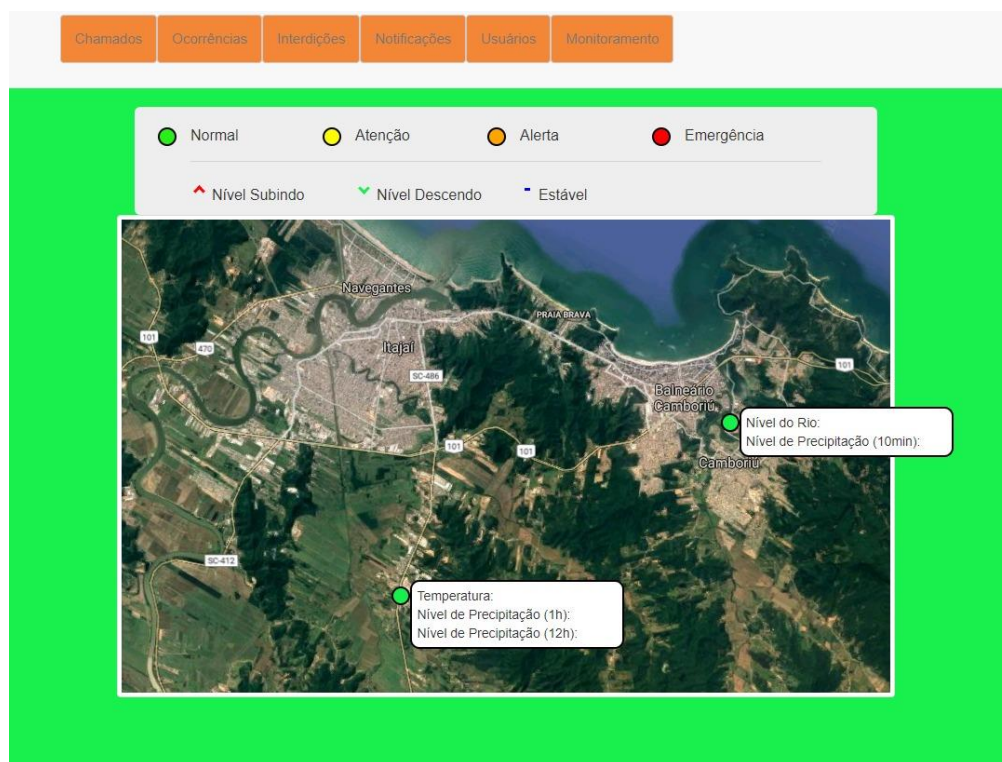 Chamados Ocorrências Interdições Notificações Usuários Monitoramento
Normal Atenção Alerta Emergência
Nível Subindo Nível Descendo Estável
Navegantes
PRAIA BRAVA
101
470
Itajaí
101
SC-486
Balneário
Camboriú
Nível do Rio:
Nível de Precipitação (10min):
101
101
Camboriú
SC-412
Temperatura:
Nível de Precipitação (1h):
Nível de Precipitação (12h):